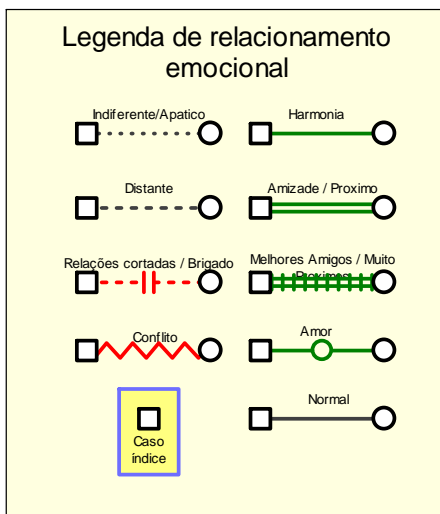 Legenda de relacionamento
emocional
Indiferente/Apatico
Harmonia
Distante
Amizade / Proximo
Relações cortadas / Brigado
Melhores Amigos / Muito
Proximos
Conflito
Amor
Caso
índice
Normal